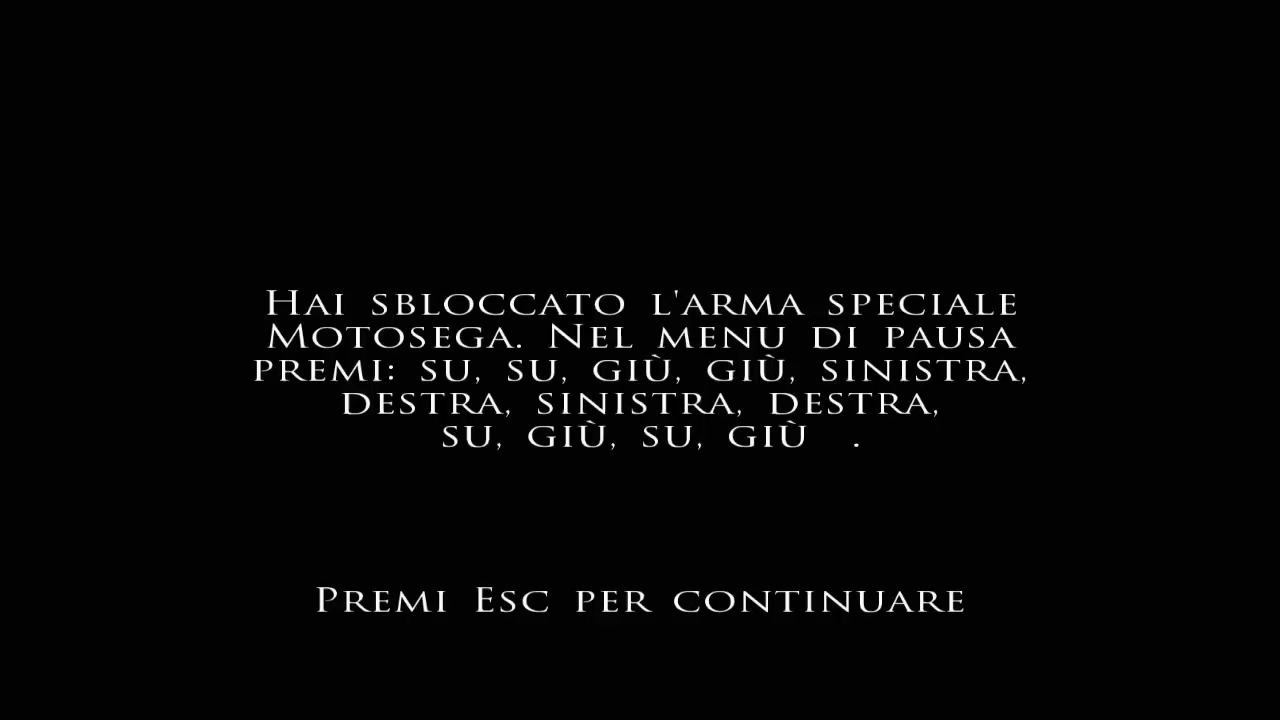 Hai sbloccato l'arma speciale
Motosega. Nel menu di pausa
premi: su, su, giù, giù, sinistra,
destra, sinistra, destra,
su, giù, su, giù .
Premi Esc per continuare